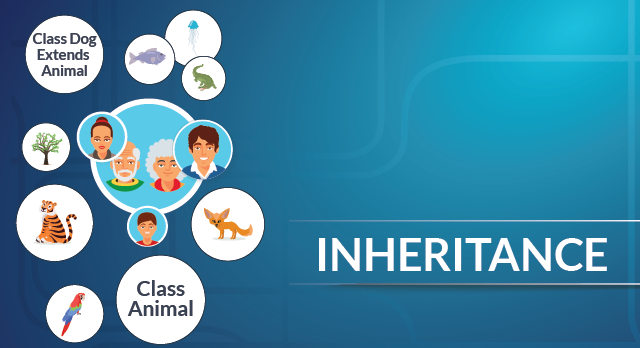 Class Dog
Extends
Animal
INHERITANCE
Class
Animal